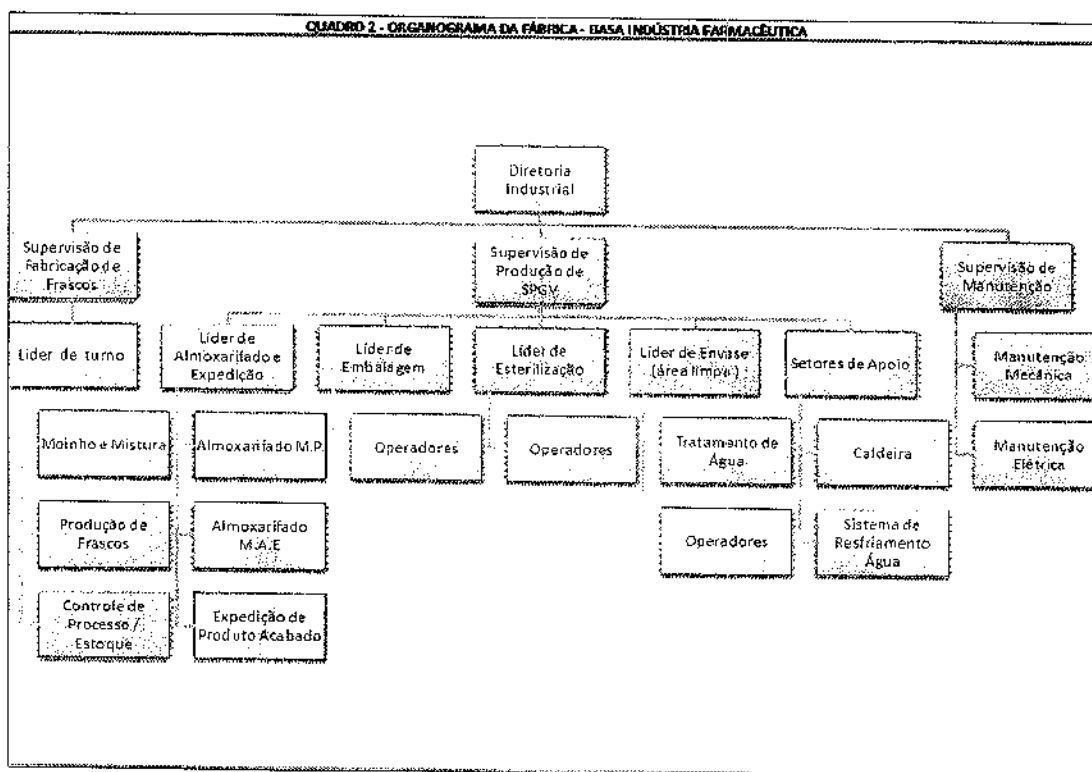 QUADRO 2 - ORGANOGRAMA DA FÁBRICA - BASA INDÚSTRIA FARMACÊUTICA
Diretoria
Industrial
Supervisão de
Fabricação de
Frascos
Supervisão de
Produção de
SPGV
Supervisão de
Manutenção
Líder de turno
Líder de
Almoxarifado e
Expedição
Líder de
Embalagem
Líder de
Esterilização
Líder de Envase
(área limpa)
Setores de Apoio
Manutenção
Mecânica
Moinho e Mistura
Almoxarifado M.P.
Operadores
Operadores
Tratamento de
Água
Caldeira
Manutenção
Elétrica
Produção de
Frascos
Almoxarifado
M.A.E
Operadores
Sistema de
Resfriamento
Água
Controle de
Processo /
Estoque
Expedição de
Produto Acabado